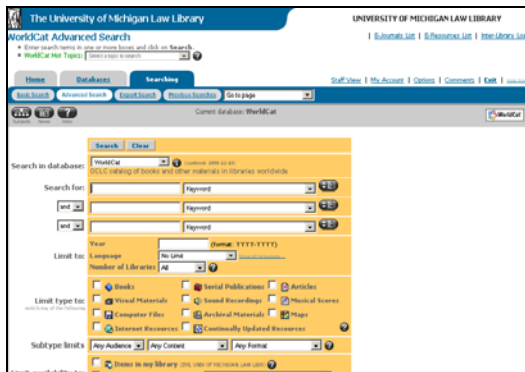 The University of Michigan Law Library
UNIVERSITY OF MICHIGAN LAW LIBRARY
WorldCat Advanced Search
E-Journals List | E-Resources List | Inter-Library Loan
Enter search terms in one or more boxes and click on Search.
WorldCat Hot Topics: Select a topic to search
Home Databases Searching
Staff View | My Account | Options | Comments | Exit |
Basic Search Advanced Search Expert Search Previous Searches Go to page
Current database: WorldCat
WorldCat
Search Clear
Search in database: WorldCat
OCLC catalog of books and other materials in libraries worldwide
Search for: Keyword
and Keyword
and Keyword
Year (format: YYYY-YYYY)
Limit to: Language No Limit
Number of Libraries All
Books Serial Publications Articles
Limit type to: Visual Materials Sound Recordings Musical Scores
Computer Files Archival Materials Maps
Internet Resources Continually Updated Resources
Subtype limits Any Audience Any Content Any Format
Items in my library